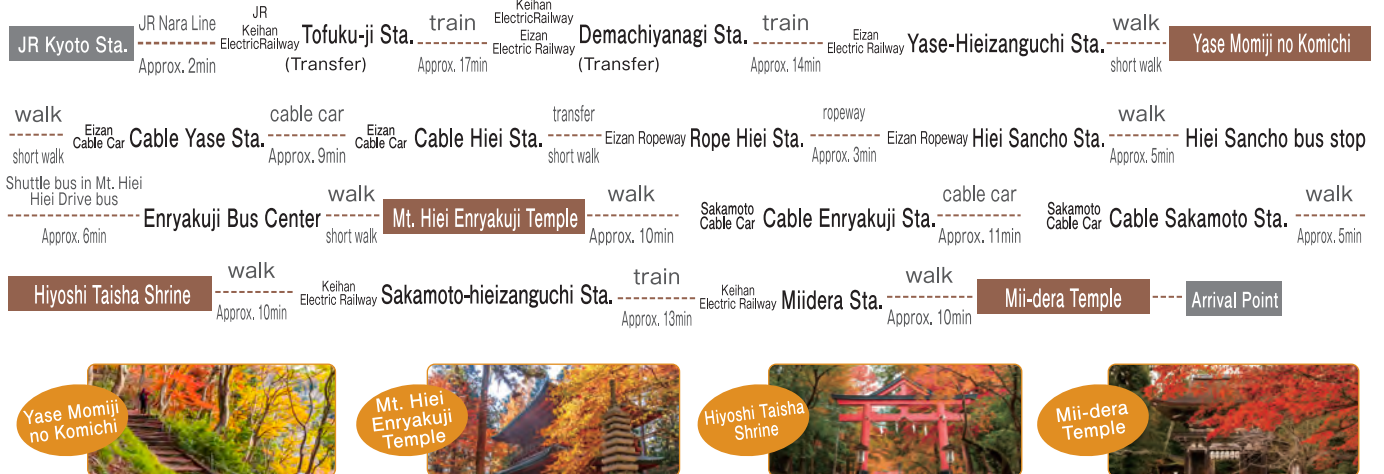 JR Kyoto Sta.
JR Nara Line
Approx. 2min
JR
Keihan
ElectricRailway
Tofuku-ji Sta.
(Transfer)
train
Approx. 17min
Keihan
ElectricRailway
Eizan
Electric Railway
Demachiyanagi Sta.
(Transfer)
train
Approx. 14min
Eizan
Electric Railway
Yase-Hieizanguchi Sta.
walk
short walk
Yase Momiji no Komichi
walk
short walk
Eizan
Cable Car
Cable Yase Sta.
cable car
Approx. 9min
Eizan
Cable Car
Cable Hiei Sta.
transfer
short walk
Eizan Ropeway
Rope Hiei Sta.
ropeway
Approx. 3min
Eizan Ropeway
Hiei Sancho Sta.
walk
Approx. 5min
Hiei Sancho bus stop
Shuttle bus in Mt. Hiei
Hiei Drive bus
Approx. 6min
Enryakuji Bus Center
walk
short walk
Mt. Hiei Enryakuji Temple
walk
Approx. 10min
Sakamoto
Cable Car
Cable Enryakuji Sta.
cable car
Approx. 11min
Sakamoto
Cable Car
Cable Sakamoto Sta.
walk
Approx. 5min
Hiyoshi Taisha Shrine
walk
Approx. 10min
Keihan
Electric Railway
Sakamoto-hieizanguchi Sta.
train
Approx. 13min
Keihan
Electric Railway
Miidera Sta.
walk
Approx. 10min
Mii-dera Temple
Arrival Point
Yase Momiji
no Komichi
Mt. Hiei
Enryakuji
Temple
Hiyoshi Taisha
Shrine
Mii-dera
Temple